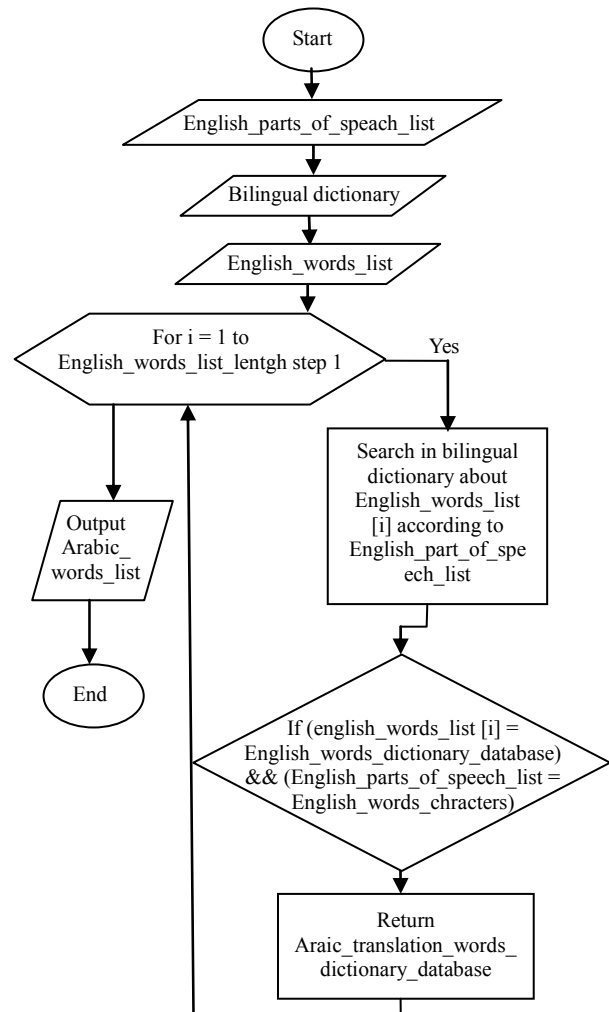 Start
English_parts_of_speach_list
Bilingual dictionary
English_words_list
For i = 1 to
English_words_list_lentgh step 1
Yes
Search in bilingual
dictionary about
English_words_list
[i] according to
English_part_of_spe
ech_list
Output
Arabic_
words_list
End
If (english_words_list [i] =
English_words_dictionary_database)
&& (English_parts_of_speech_list =
English_words_chracters)
Return
Araic_translation_words_
dictionary_database